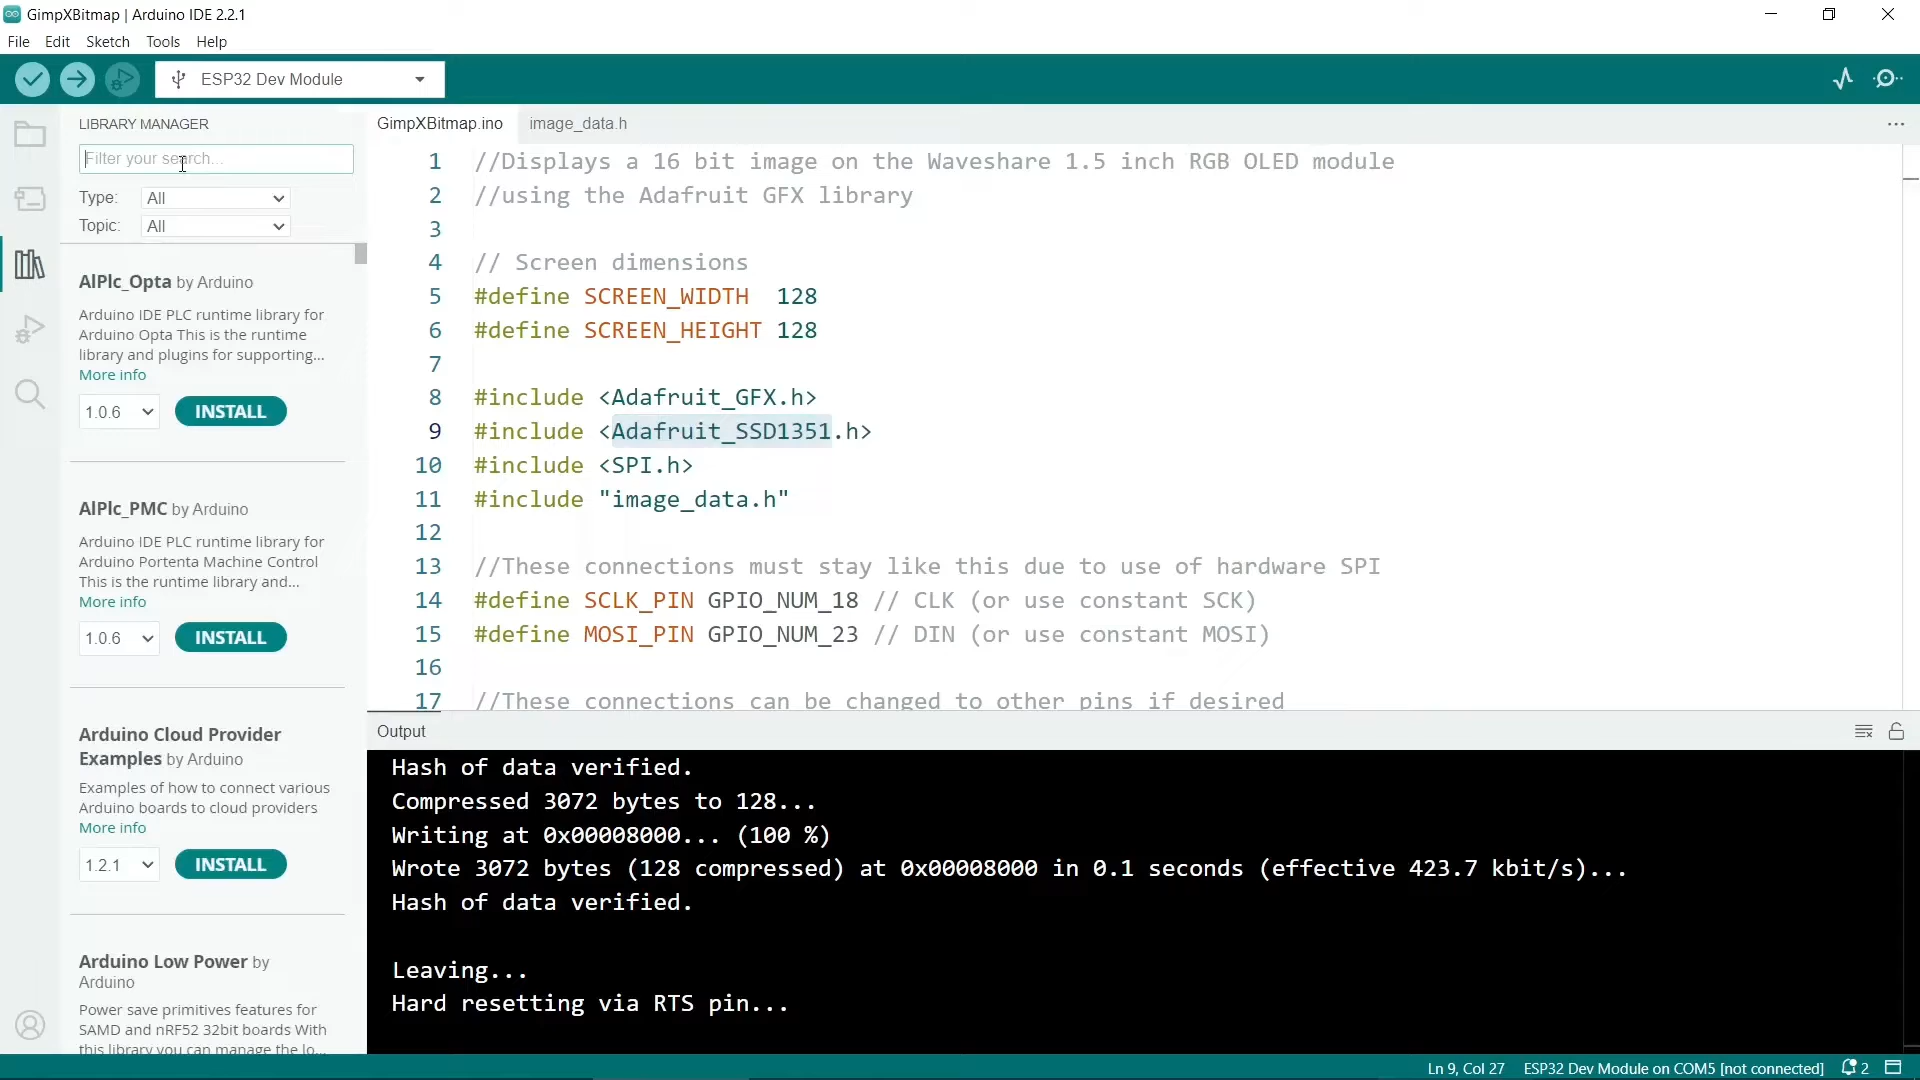 GimpXBitmap | Arduino IDE 2.2.1
File Edit Sketch Tools Help
ESP32 Dev Module
LIBRARY MANAGER
Filter your search...
Type: All
Topic: All
AlPlc_Opta by Arduino
Arduino IDE PLC runtime library for
Arduino Opta This is the runtime
library and plugins for supporting...
More info
1.0.6 INSTALL
AlPlc_PMC by Arduino
Arduino IDE PLC runtime library for
Arduino Portenta Machine Control
This is the runtime library and...
More info
1.0.6 INSTALL
Arduino Cloud Provider
Examples by Arduino
Examples of how to connect various
Arduino boards to cloud providers
More info
1.2.1 INSTALL
Arduino Low Power by
Arduino
Power save primitives features for
SAMD and nRF52 32bit boards With
this library you can manage the lo...
GimpXBitmap.ino image_data.h
1 //Displays a 16 bit image on the Waveshare 1.5 inch RGB OLED module
2 //using the Adafruit GFX library
3
4 // Screen dimensions
5 #define SCREEN_WIDTH  128
6 #define SCREEN_HEIGHT 128
7
8 #include <Adafruit_GFX.h>
9 #include <Adafruit_SSD1351.h>
10 #include <SPI.h>
11 #include "image_data.h"
12
13 //These connections must stay like this due to use of hardware SPI
14 #define SCLK_PIN GPIO_NUM_18 // CLK (or use constant SCK)
15 #define MOSI_PIN GPIO_NUM_23 // DIN (or use constant MOSI)
16
17 //These connections can be changed to other pins if desired
Output
Hash of data verified.
Compressed 3072 bytes to 128...
Writing at 0x00008000... (100 %)
Wrote 3072 bytes (128 compressed) at 0x00008000 in 0.1 seconds (effective 423.7 kbit/s)...
Hash of data verified.
Leaving...
Hard resetting via RTS pin...
Ln 9, Col 27 ESP32 Dev Module on COM5 [not connected] 2